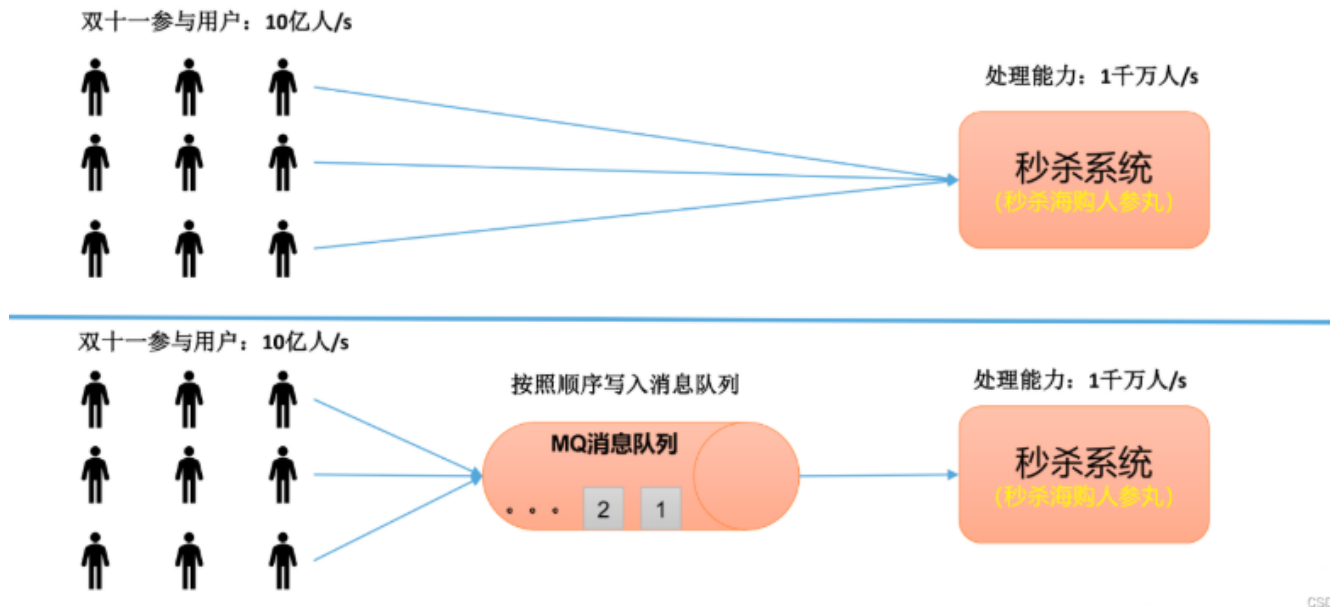 双十一参与用户：10亿人/s
处理能力：1千万人/s
秒杀系统
(秒杀海购人参丸)
双十一参与用户：10亿人/s
按照顺序写入消息队列
处理能力：1千万人/s
MQ消息队列
秒杀系统
(秒杀海购人参丸)
。。。 2 1